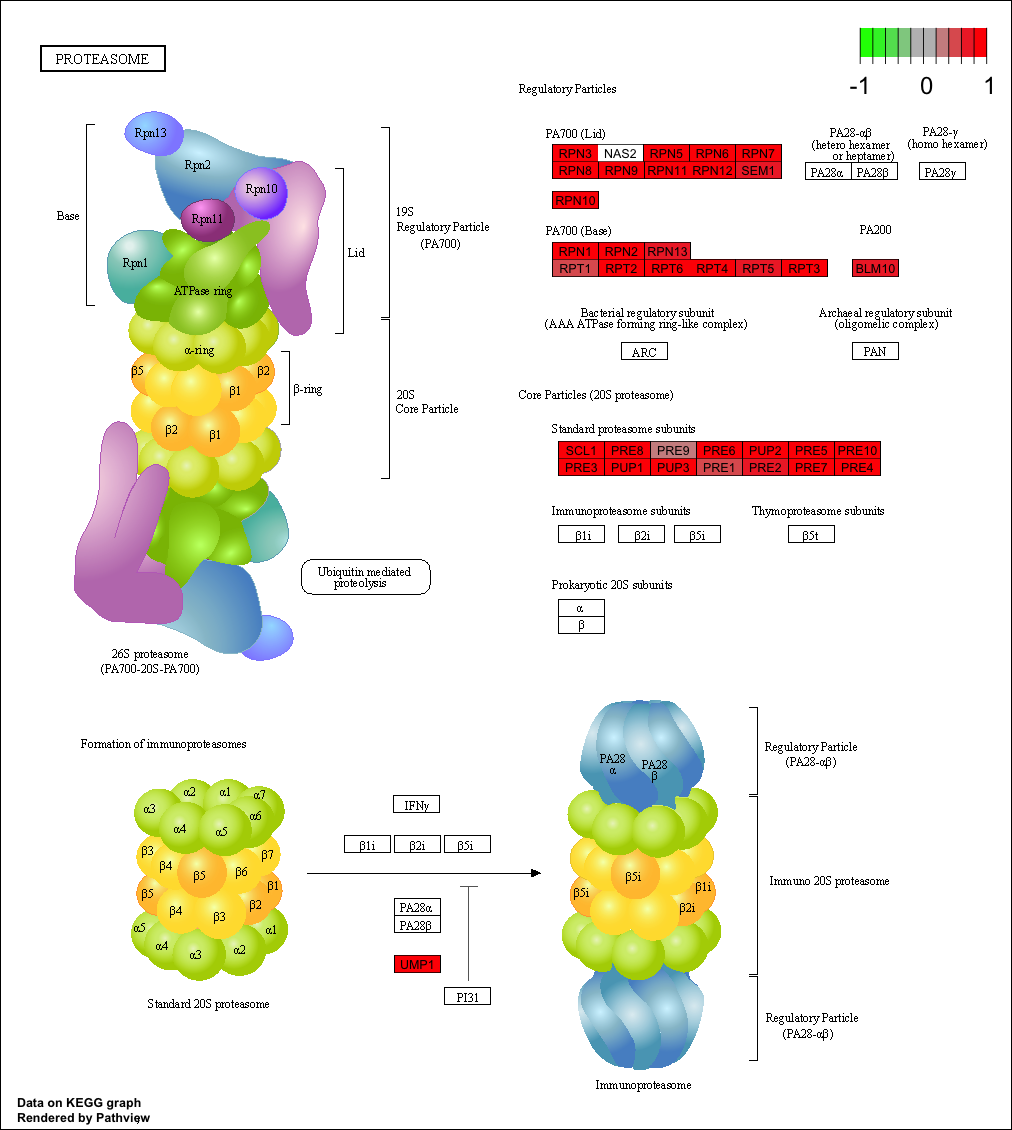 PROTEASOME
-1 0 1
Regulatory Particles
PA700 (Lid)
RPN3 NAS2 RPN5 RPN6 RPN7
RPN8 RPN9 RPN11 RPN12 SEM1
RPN10
PA28-αβ
(hetero hexamer
or heptamer)
PA28α PA28β
PA28-γ
(homo hexamer)
PA28γ
PA700 (Base)
RPN1 RPN2 RPN13
RPT1 RPT2 RPT6 RPT4 RPT5 RPT3
PA200
BLM10
Bacterial regulatory subunit
(AAA ATPase forming ring-like complex)
ARC
Archaeal regulatory subunit
(oligomelic complex)
PAN
Core Particles (20S proteasome)
Standard proteasome subunits
SCL1 PRE8 PRE9 PRE6 PUP2 PRE5 PRE10
PRE3 PUP1 PUP3 PRE1 PRE2 PRE7 PRE4
Immunoproteasome subunits
β1i β2i β5i
Thymoproteasome subunits
β5t
Prokaryotic 20S subunits
α
β
Rpn13
Rpn2
Rpn10
Rpn11
Rpn1
ATPase ring
α-ring
β5 β2
β1
β2 β1
Base
Lid
19S
Regulatory Particle
(PA700)
β-ring
20S
Core Particle
Ubiquitin mediated
proteolysis
26S proteasome
(PA700-20S-PA700)
Formation of immunoproteasomes
α2 α1 α7
α3 α6
α4 α5
β3 β7
β4 β6
β5
β5 β1
β4 β3 β2
α5 α1
α4 α2
α3
Standard 20S proteasome
IFNγ
β1i β2i β5i
PA28α
PA28β
UMP1
PI31
PA28
α
PA28
β
β5i
β5i β1i
β2i
Regulatory Particle
(PA28-αβ)
Immuno 20S proteasome
Regulatory Particle
(PA28-αβ)
Immunoproteasome
Data on KEGG graph
Rendered by Pathview